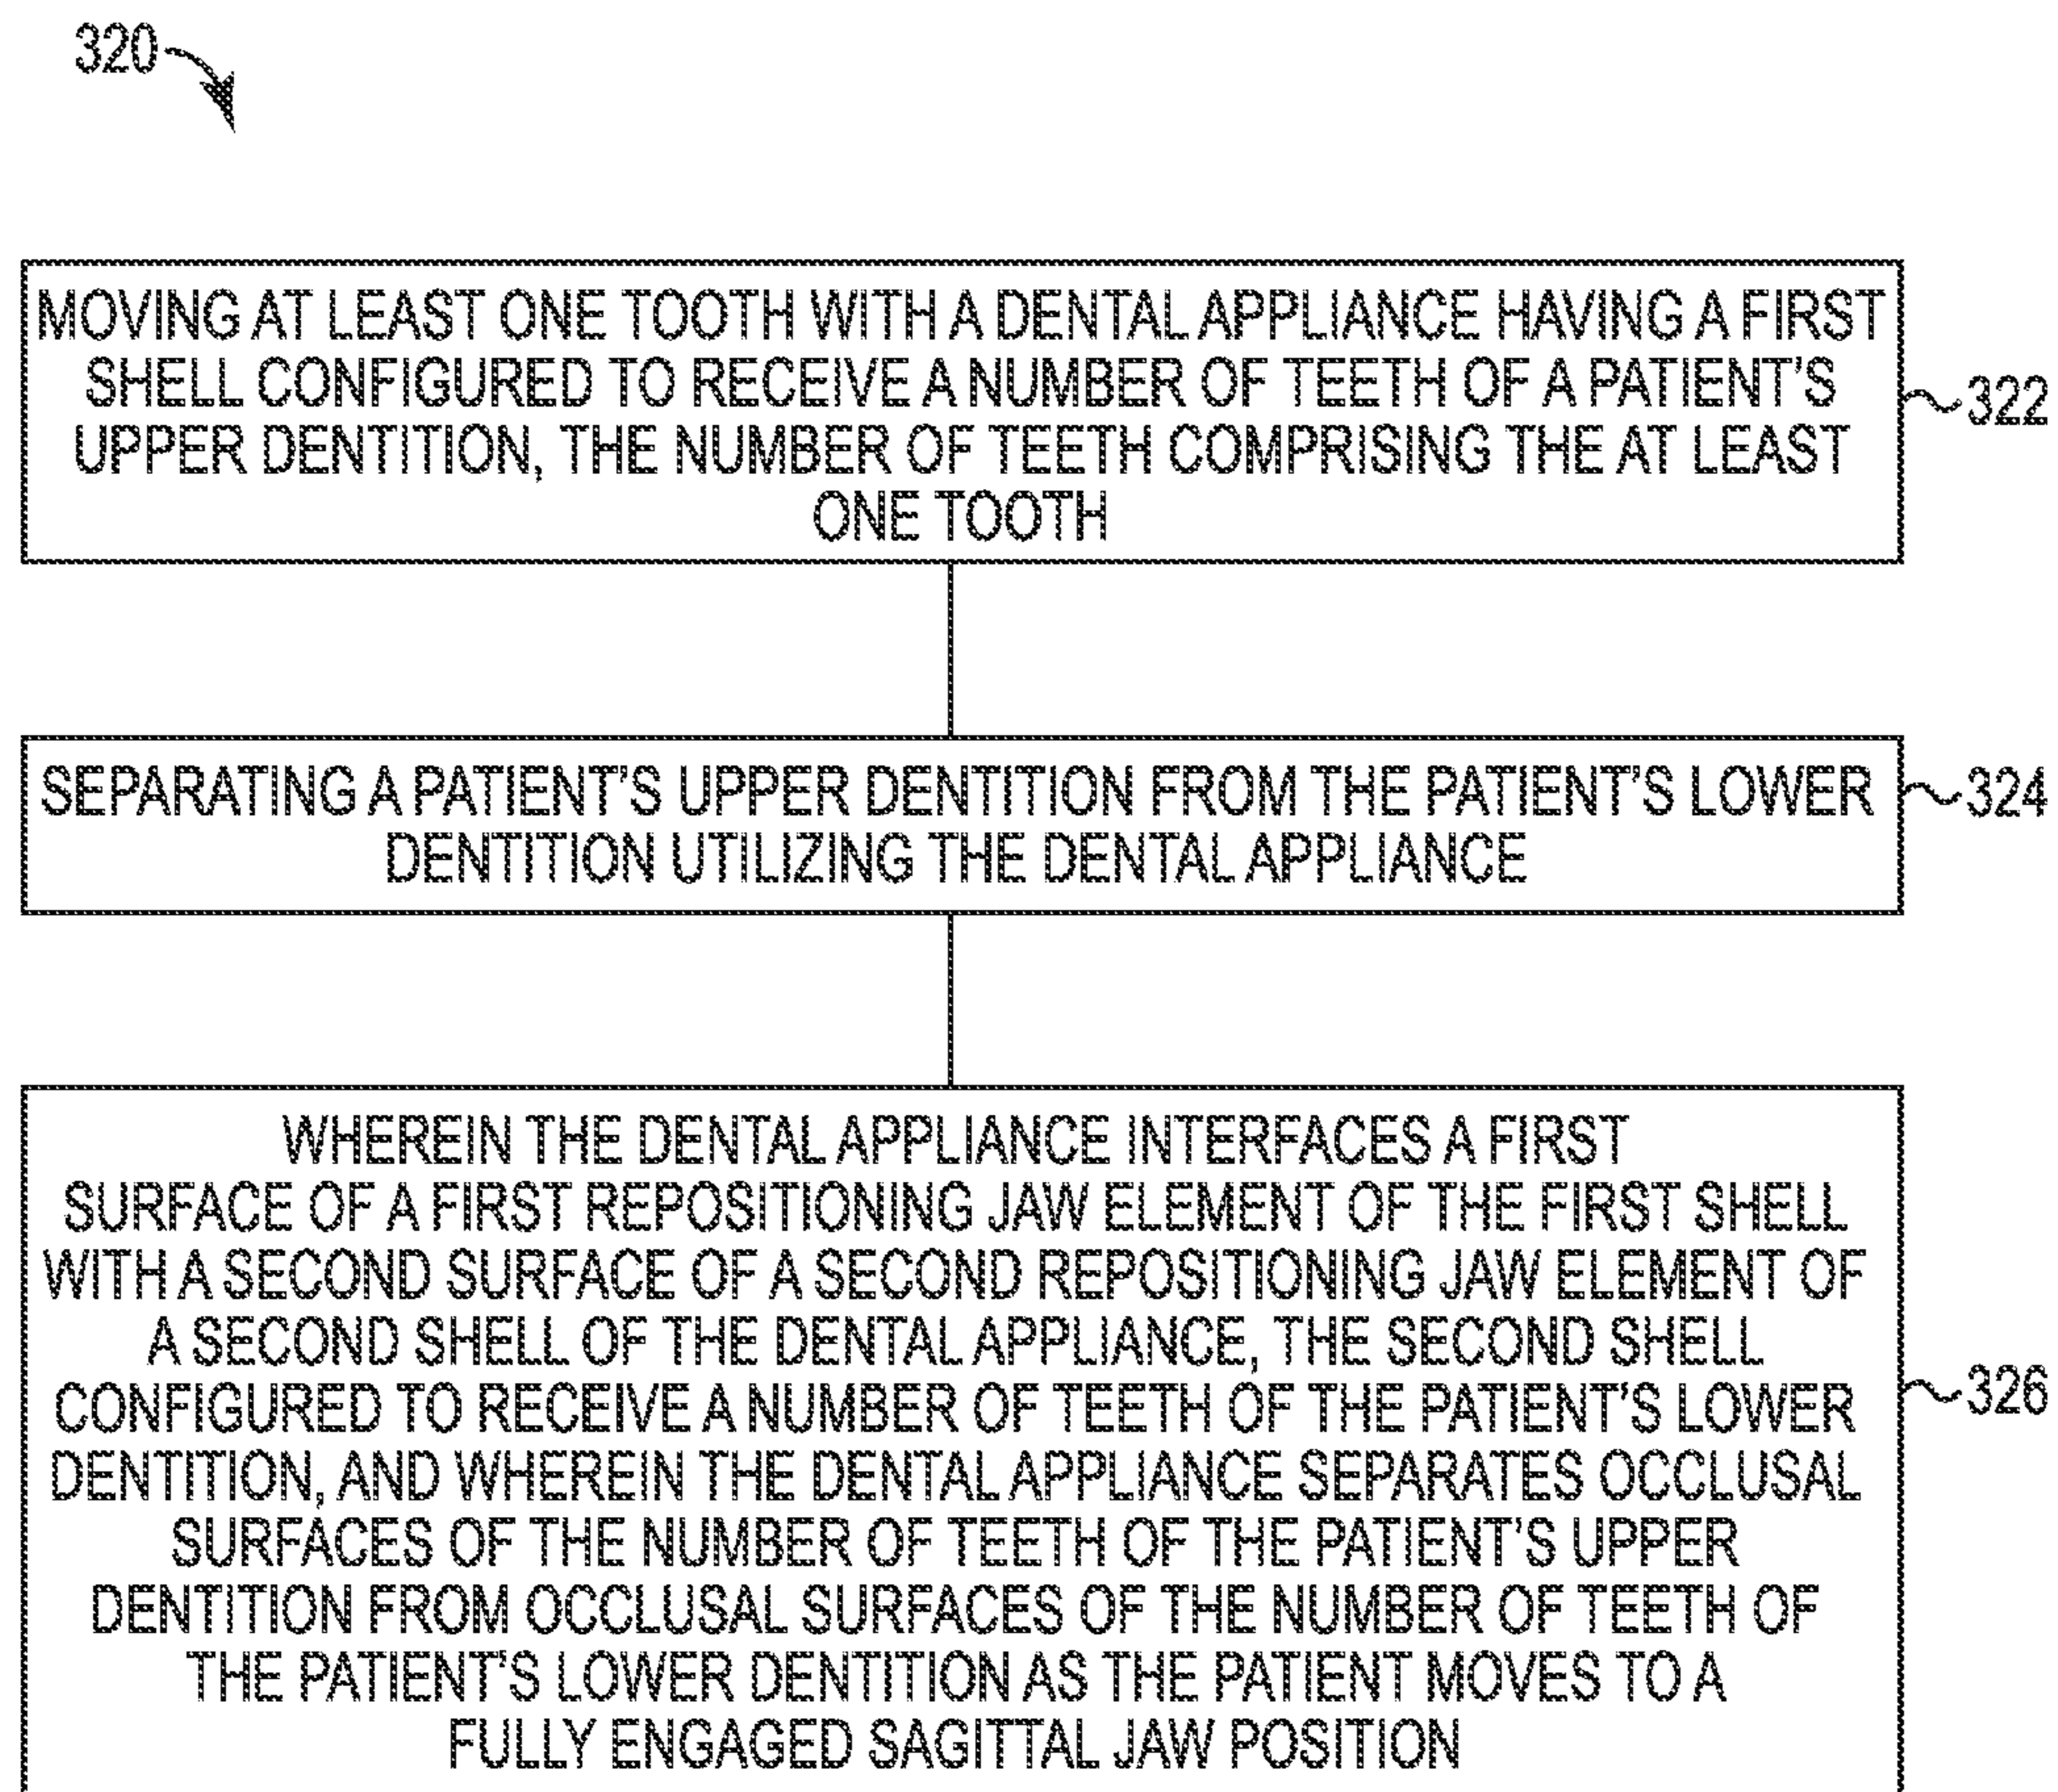 320
MOVING AT LEAST ONE TOOTH WITH A DENTAL APPLIANCE HAVING A FIRST
SHELL CONFIGURED TO RECEIVE A NUMBER OF TEETH OF A PATIENT'S
UPPER DENTITION, THE NUMBER OF TEETH COMPRISING THE AT LEAST
ONE TOOTH
322
SEPARATING A PATIENT'S UPPER DENTITION FROM THE PATIENT'S LOWER
DENTITION UTILIZING THE DENTAL APPLIANCE
324
WHEREIN THE DENTAL APPLIANCE INTERFACES A FIRST
SURFACE OF A FIRST REPOSITIONING JAW ELEMENT OF THE FIRST SHELL
WITH A SECOND SURFACE OF A SECOND REPOSITIONING JAW ELEMENT OF
A SECOND SHELL OF THE DENTAL APPLIANCE, THE SECOND SHELL
CONFIGURED TO RECEIVE A NUMBER OF TEETH OF THE PATIENT'S LOWER
DENTITION, AND WHEREIN THE DENTAL APPLIANCE SEPARATES OCCLUSAL
SURFACES OF THE NUMBER OF TEETH OF THE PATIENT'S UPPER
DENTITION FROM OCCLUSAL SURFACES OF THE NUMBER OF TEETH OF
THE PATIENT'S LOWER DENTITION AS THE PATIENT MOVES TO A
FULLY ENGAGED SAGITTAL JAW POSITION
326